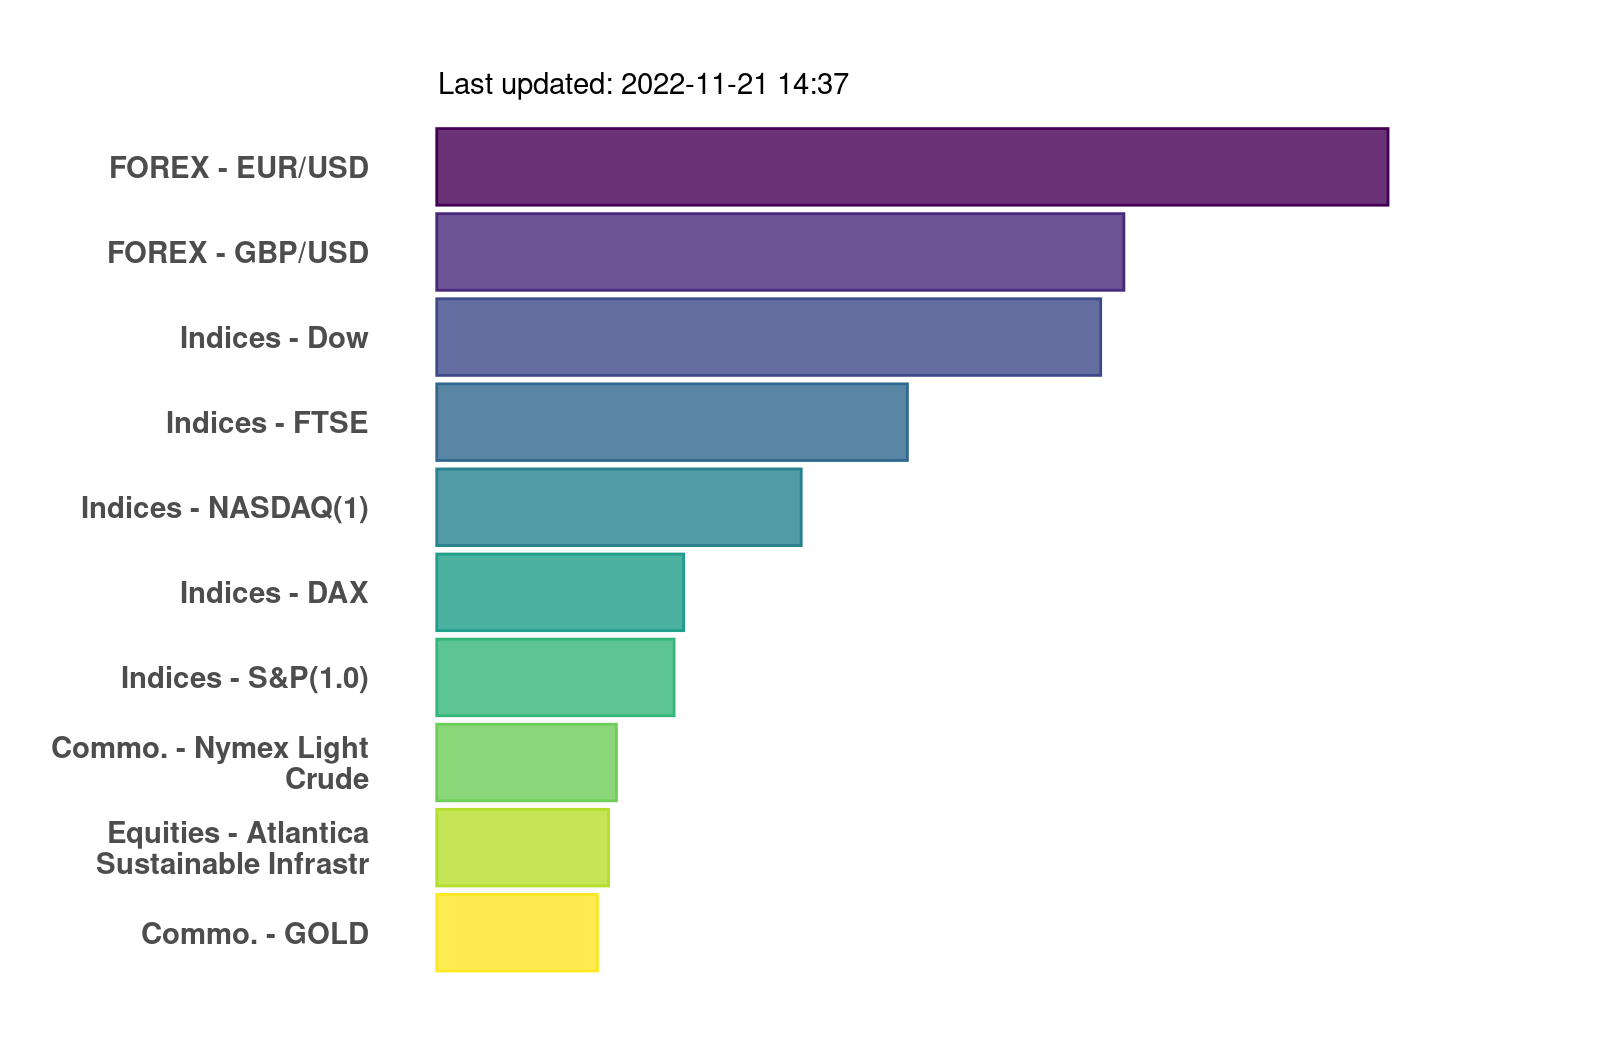 Last updated: 2022-11-21 14:37
FOREX - EUR/USD
FOREX - GBP/USD
Indices - Dow
Indices - FTSE
Indices - NASDAQ(1)
Indices - DAX
Indices - S&P(1.0)
Commo. - Nymex Light
Crude
Equities - Atlantica
Sustainable Infrastr
Commo. - GOLD